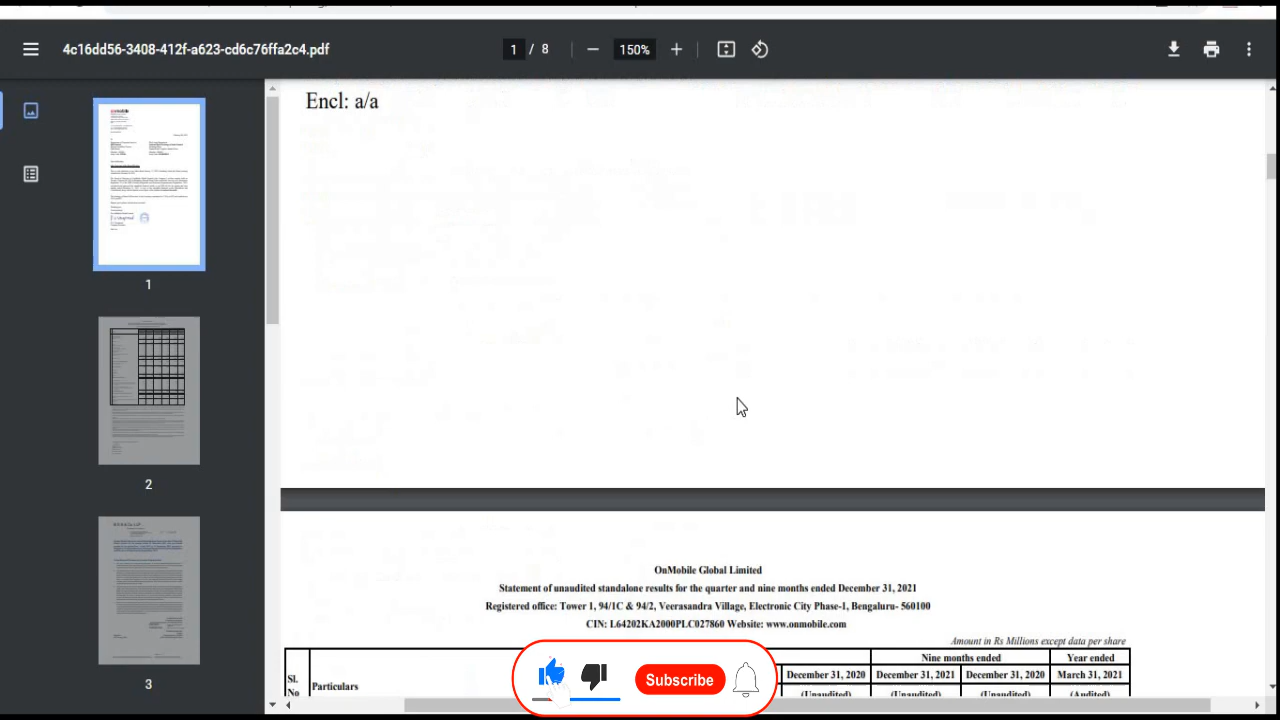 4c16dd56-3408-412f-a623-cd6c76ffa2c4.pdf
1 / 8
150%
Encl: a/a
1
2
3
OnMobile Global Limited
Statement of unaudited standalone results for the quarter and nine months ended December 31, 2021
Registered office: Tower 1, 94/1C & 94/2, Veerasandra Village, Electronic City Phase-1, Bengaluru- 560100
CIN: L64202KA2000PLC027860 Website: www.onmobile.com
Amount in Rs Millions except data per share
Nine months ended Year ended
Sl. No Particulars December 31, 2020 December 31, 2021 December 31, 2020 March 31, 2021
(Unaudited) (Unaudited) (Unaudited) (Audited)
Subscribe